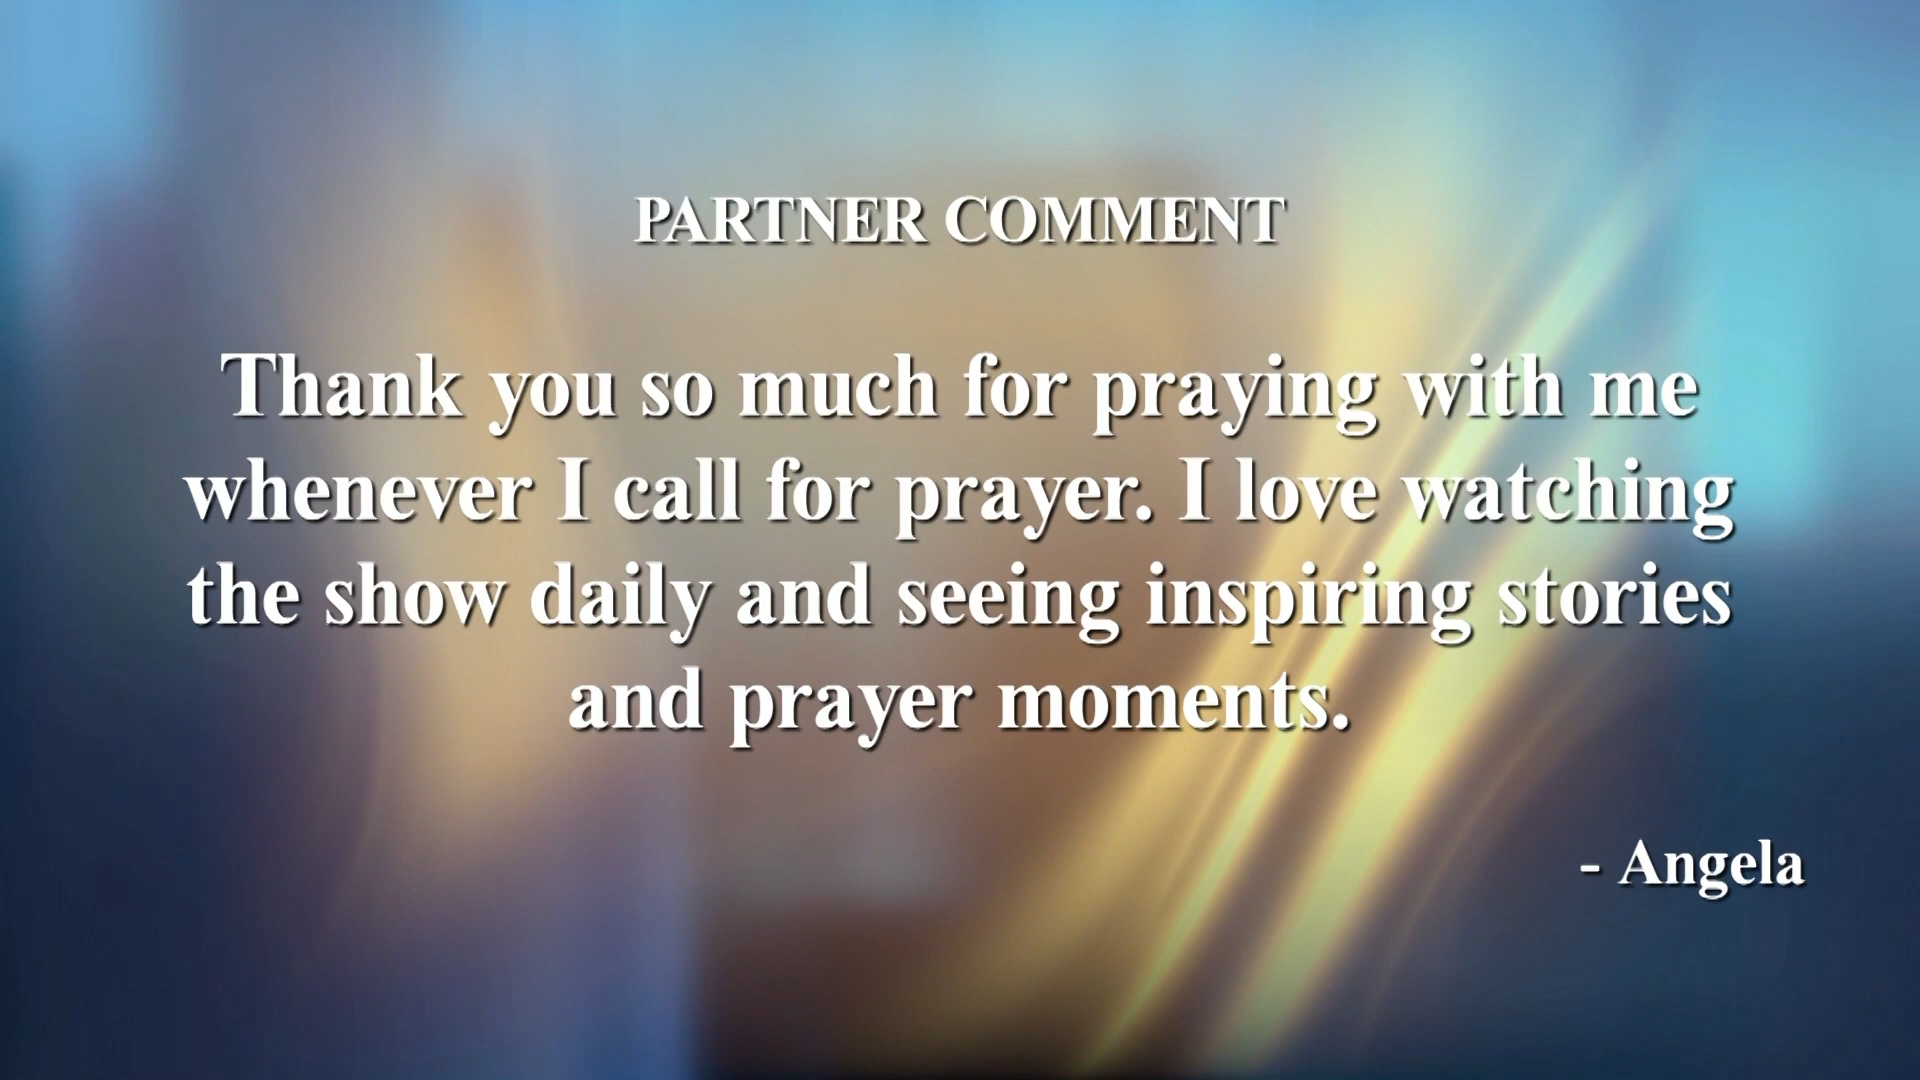 PARTNER COMMENT
Thank you so much for praying with me
whenever I call for prayer. I love watching
the show daily and seeing inspiring stories
and prayer moments.
- Angela